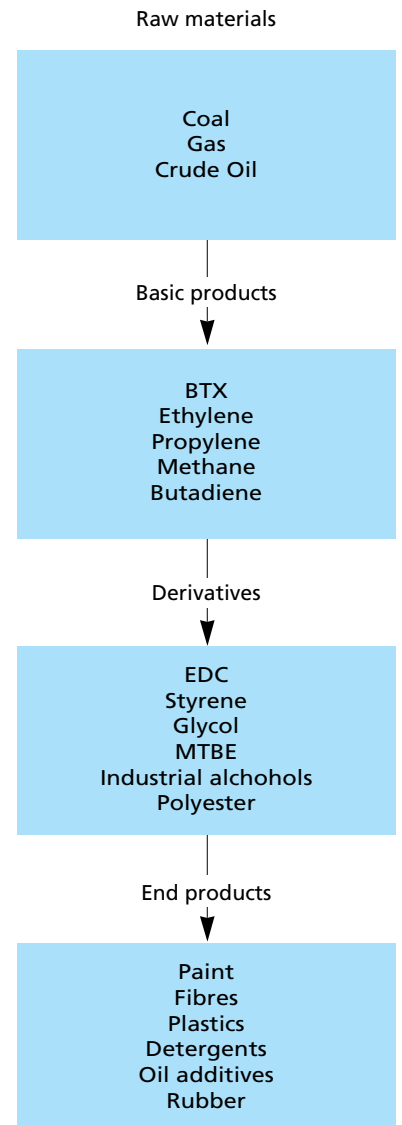 Raw materials
Coal
Gas
Crude Oil
Basic products
BTX
Ethylene
Propylene
Methane
Butadiene
Derivatives
EDC
Styrene
Glycol
MTBE
Industrial alchohols
Polyester
End products
Paint
Fibres
Plastics
Detergents
Oil additives
Rubber